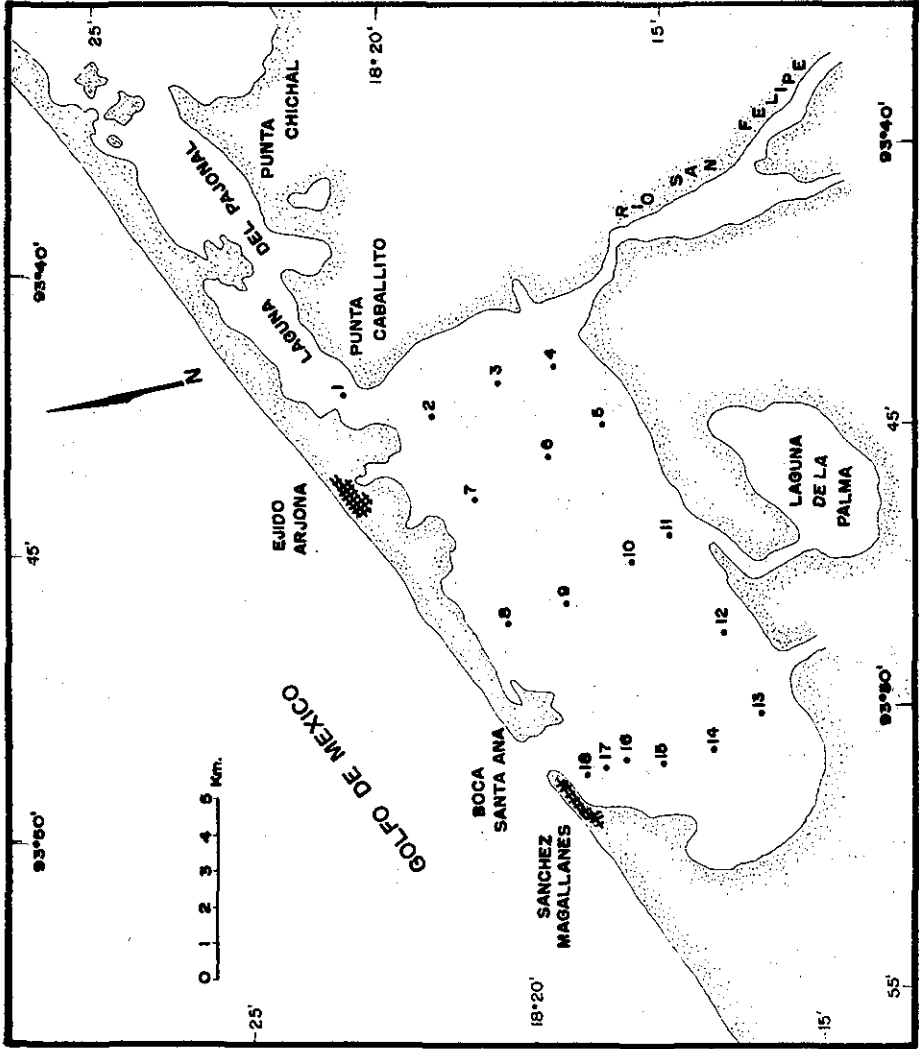 93°50'
45'
93°40'
25'
18°20'
15'
25'
18°20'
15'
55'
93°50'
45'
93°40'
0 1 2 3 4 5 Km.
GOLFO DE MEXICO
N
EJIDO
ARJONA
LAGUNA DEL PAJONAL
PUNTA
CHICHAL
PUNTA
CABALLITO
BOCA
SANTA ANA
SANCHEZ
MAGALLANES
RIO SAN FELIPE
LAGUNA
DE LA
PALMA
1
2
3
4
5
6
7
8
9
10
11
12
13
14
15
16
17
18